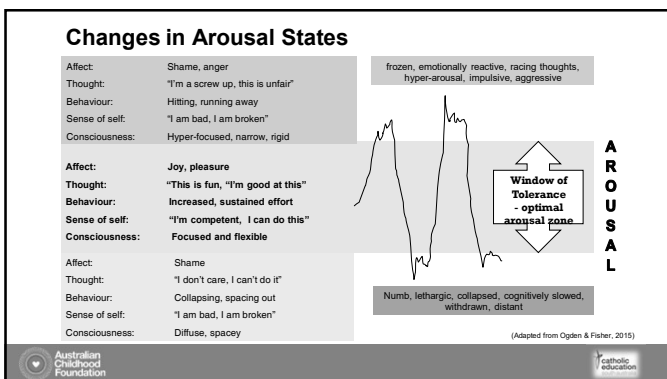 Changes in Arousal States
Affect: Shame, anger
Thought: "I'm a screw up, this is unfair"
Behaviour: Hitting, running away
Sense of self: "I am bad, I am broken"
Consciousness: Hyper-focused, narrow, rigid
Affect: Joy, pleasure
Thought: "This is fun, "I'm good at this"
Behaviour: Increased, sustained effort
Sense of self: "I'm competent, I can do this"
Consciousness: Focused and flexible
Affect: Shame
Thought: "I don't care, I can't do it"
Behaviour: Collapsing, spacing out
Sense of self: "I am bad, I am broken"
Consciousness: Diffuse, spacey
frozen, emotionally reactive, racing thoughts,
hyper-arousal, impulsive, aggressive
Window of
Tolerance
- optimal
arousal zone
Numb, lethargic, collapsed, cognitively slowed,
withdrawn, distant
A
R
O
U
S
A
L
(Adapted from Ogden & Fisher, 2015)
Australian
Childhood
Foundation
catholic
education